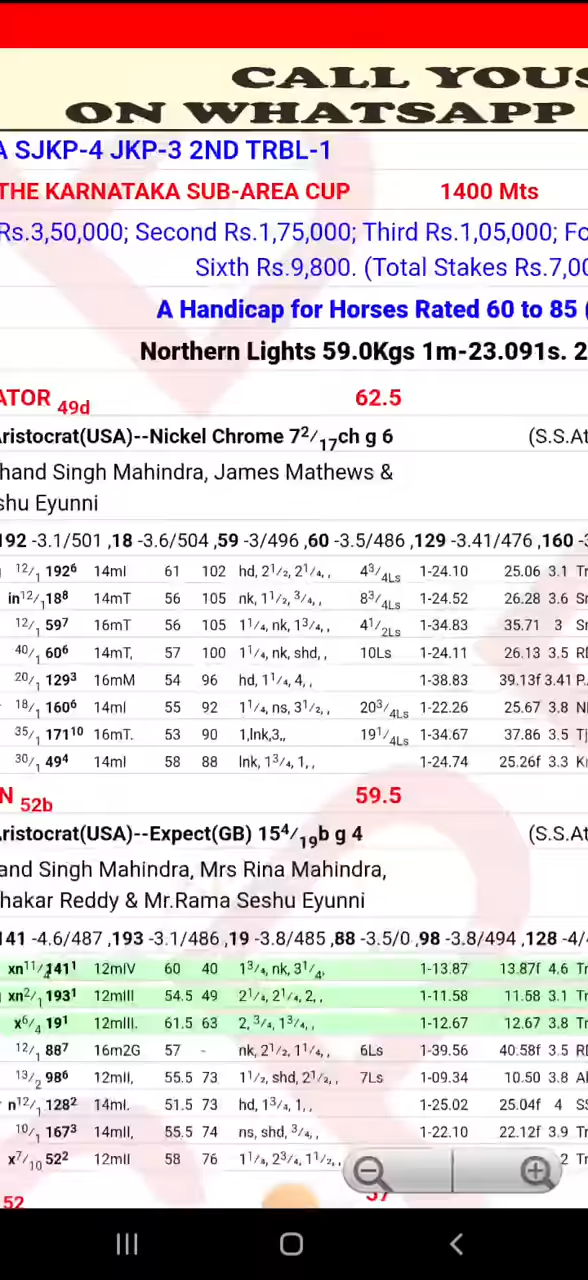 CALL YOUS
ON WHATSAPP
A SJKP-4 JKP-3 2ND TRBL-1
THE KARNATAKA SUB-AREA CUP 1400 Mts
Rs.3,50,000; Second Rs.1,75,000; Third Rs.1,05,000; Fo
Sixth Rs.9,800. (Total Stakes Rs.7,00
A Handicap for Horses Rated 60 to 85 (
Northern Lights 59.0Kgs 1m-23.091s. 2
ATOR 49d 62.5
ristocrat(USA)--Nickel Chrome 7²/₁₇ch g 6 (S.S.At
hand Singh Mahindra, James Mathews &
shu Eyunni
192 -3.1/501 ,18 -3.6/504 ,59 -3/496 ,60 -3.5/486 ,129 -3.41/476 ,160 -3
12/1 192⁶ 14ml 61 102 hd, 2¹/₂, 2¹/₄, , 4³/₄Ls 1-24.10 25.06 3.1 Tr
in12/1 18⁸ 14mT 56 105 nk, 1¹/₂, ³/₄, , 8³/₄Ls 1-24.52 26.28 3.6 Sr
12/1 59⁷ 16mT 56 105 1¹/₄, nk, 1³/₄, , 4¹/₂Ls 1-34.83 35.71 3 Sr
40/1 60⁶ 14mT, 57 100 1¹/₄, nk, shd, , 10Ls 1-24.11 26.13 3.5 RI
20/1 129³ 16mM 54 96 hd, 1¹/₄, 4, , 1-38.83 39.13f 3.41 P.
18/1 160⁶ 14ml 55 92 1¹/₄, ns, 3¹/₂, , 20³/₄Ls 1-22.26 25.67 3.8 NI
35/1 171¹⁰ 16mT. 53 90 1,lnk,3,, 19¹/₄Ls 1-34.67 37.86 3.5 Tj
30/1 49⁴ 14ml 58 88 lnk, 1³/₄, 1, , 1-24.74 25.26f 3.3 Ki
N 52b 59.5
ristocrat(USA)--Expect(GB) 15⁴/₁₉b g 4 (S.S.At
and Singh Mahindra, Mrs Rina Mahindra,
hakar Reddy & Mr.Rama Seshu Eyunni
141 -4.6/487 ,193 -3.1/486 ,19 -3.8/485 ,88 -3.5/0 ,98 -3.8/494 ,128 -4/
xn11/4 141¹ 12mIV 60 40 1³/₄, nk, 3¹/₄, 1-13.87 13.87f 4.6 Tr
xn2/1 193¹ 12mIII 54.5 49 2¹/₄, 2¹/₄, 2, , 1-11.58 11.58 3.1 Tr
x6/4 19¹ 12mIII. 61.5 63 2, ³/₄, 1³/₄, , 1-12.67 12.67 3.8 Tr
12/1 88⁷ 16m2G 57 - nk, 2¹/₂, 1¹/₄, , 6Ls 1-39.56 40.58f 3.5 RI
13/2 98⁶ 12mII, 55.5 73 1¹/₂, shd, 2¹/₂, , 7Ls 1-09.34 10.50 3.8 Al
n12/1 128² 14ml. 51.5 73 hd, 1³/₄, 1, , 1-25.02 25.04f 4 SS
10/1 167³ 14mII, 55.5 74 ns, shd, ³/₄, , 1-22.10 22.12f 3.9 Tr
x7/10 52² 12mII 58 76 1¹/₄, 2³/₄, 1¹/₂, , 2 Tr
52 57